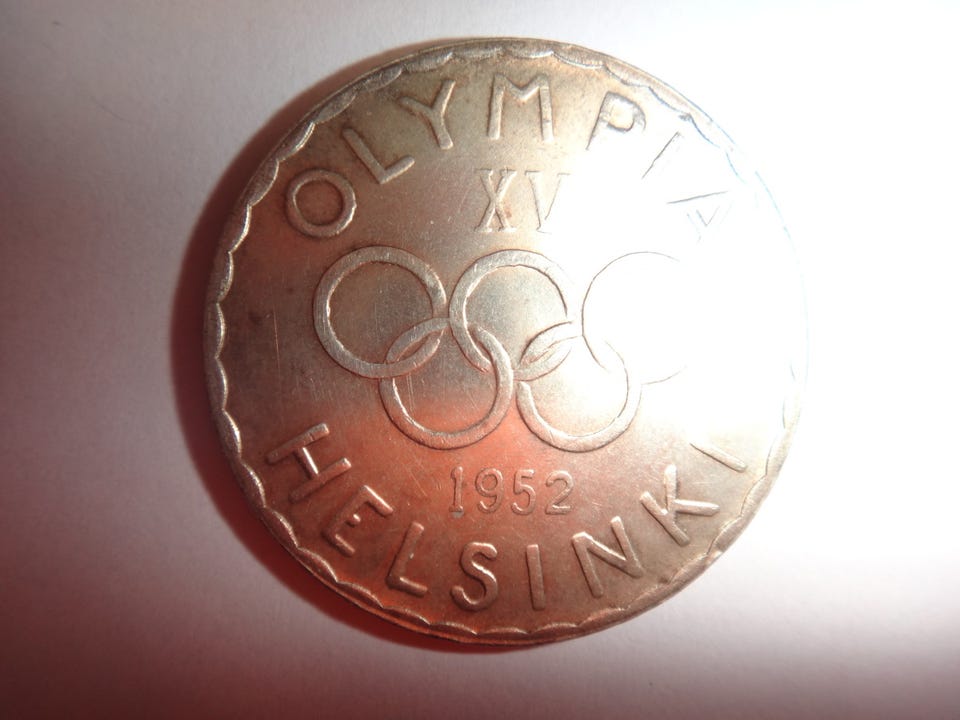 OLYMPIA
XV
1952
HELSINKI